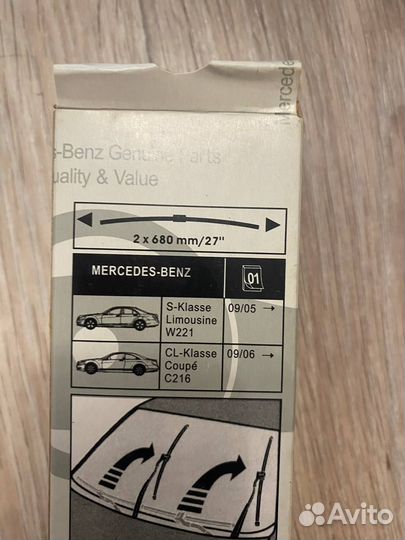 Mercede
s-Benz Genuine Parts
uality & Value
2 x 680 mm/27"
MERCEDES-BENZ
01
S-Klasse
Limousine
W221
09/05 →
CL-Klasse
Coupé
C216
09/06 →
Avito